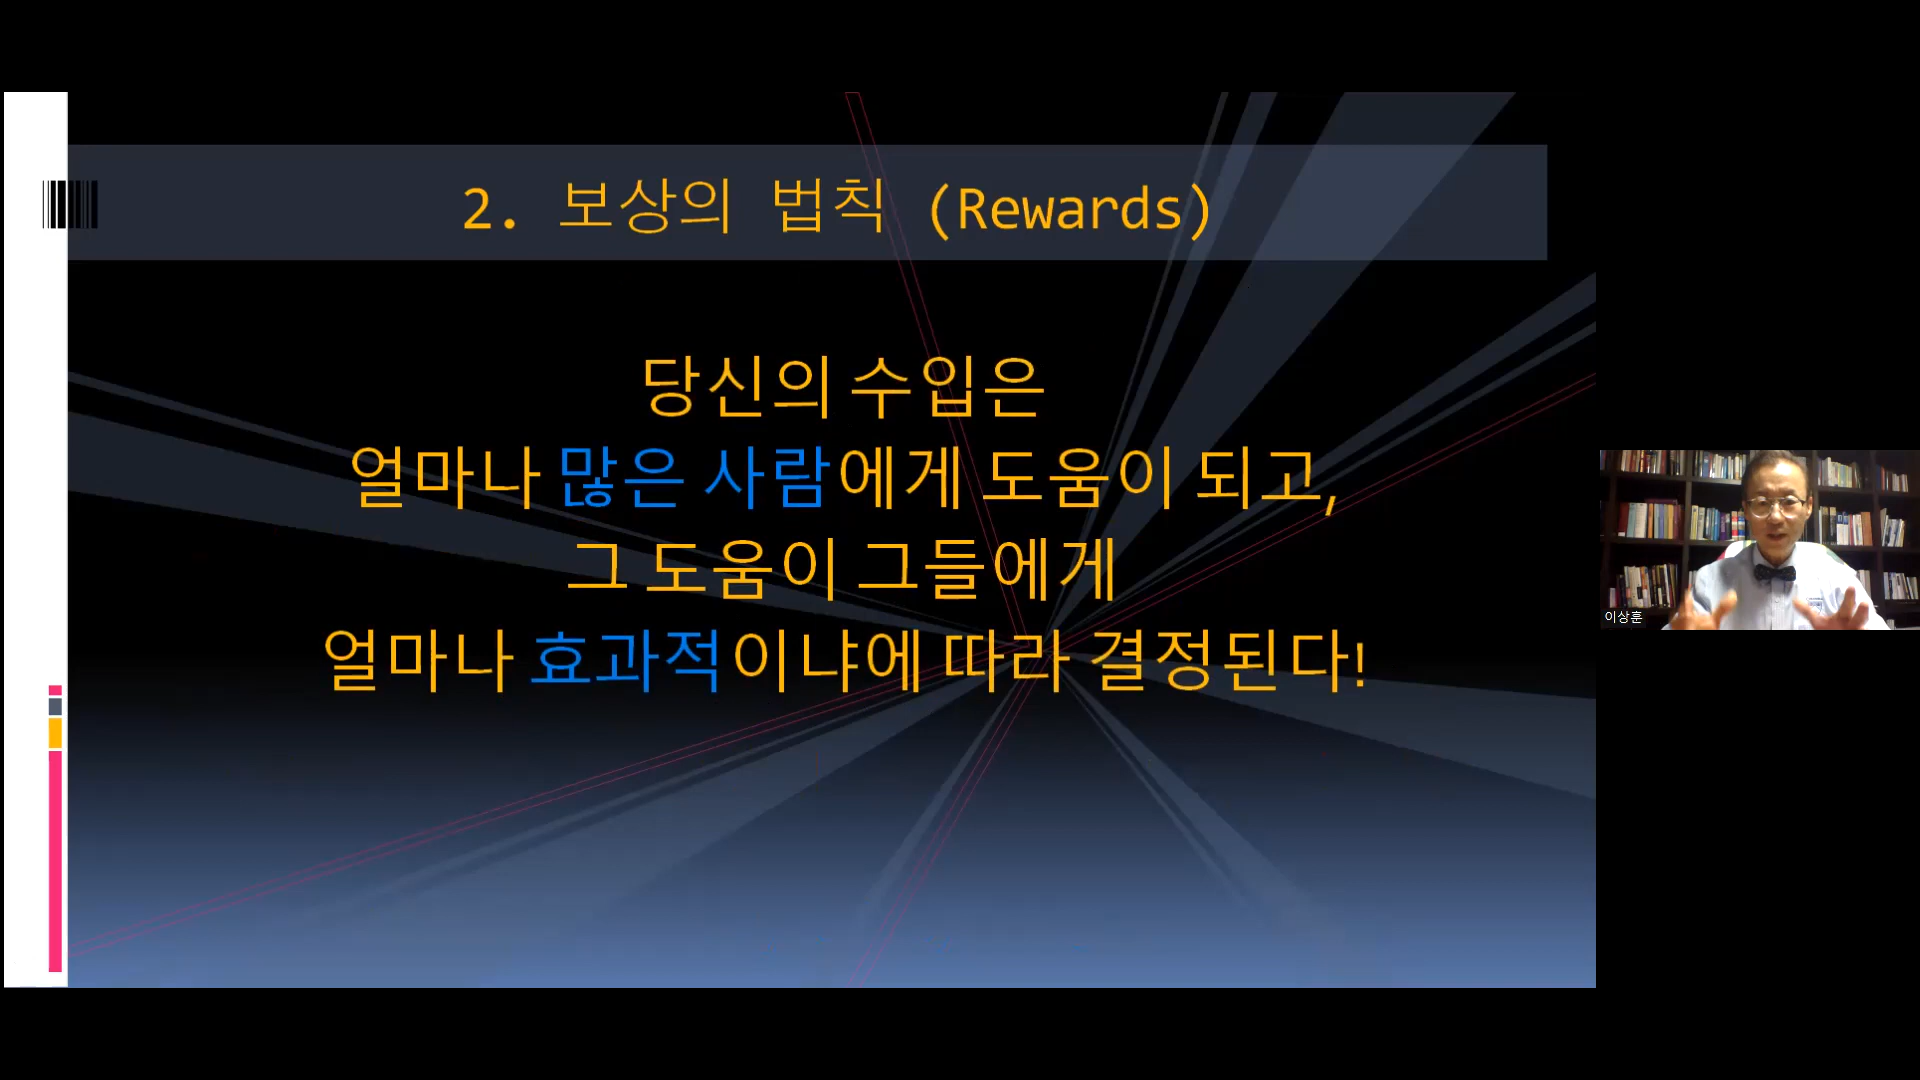 2. 보상의 법칙 (Rewards)
당신의 수입은
얼마나 많은 사람에게 도움이 되고,
그 도움이 그들에게
얼마나 효과적이냐에 따라 결정된다!
이상훈